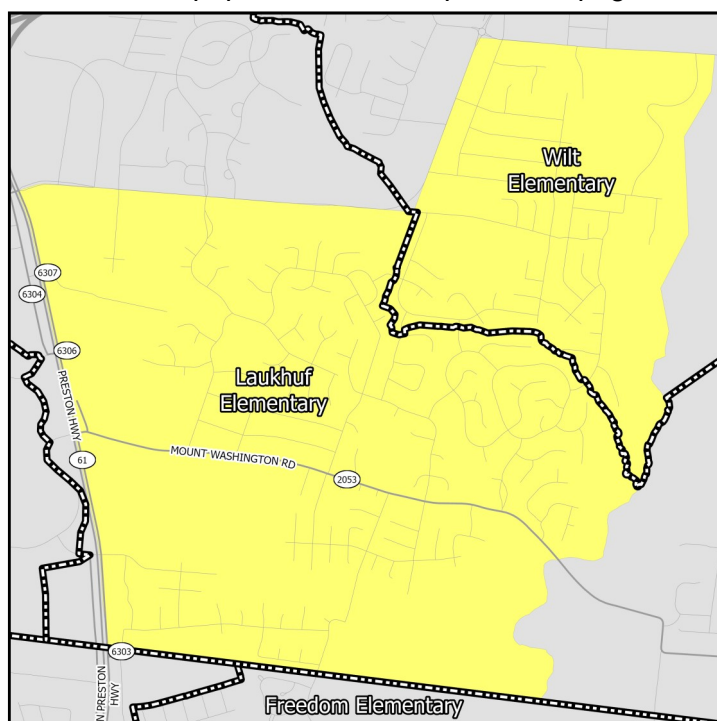 Wilt
Elementary
6307
6304
6306
Laukhuf
Elementary
PRESTON HWY
MOUNT WASHINGTON RD
61
2053
6303
N PRESTON
HWY
Freedom Elementary